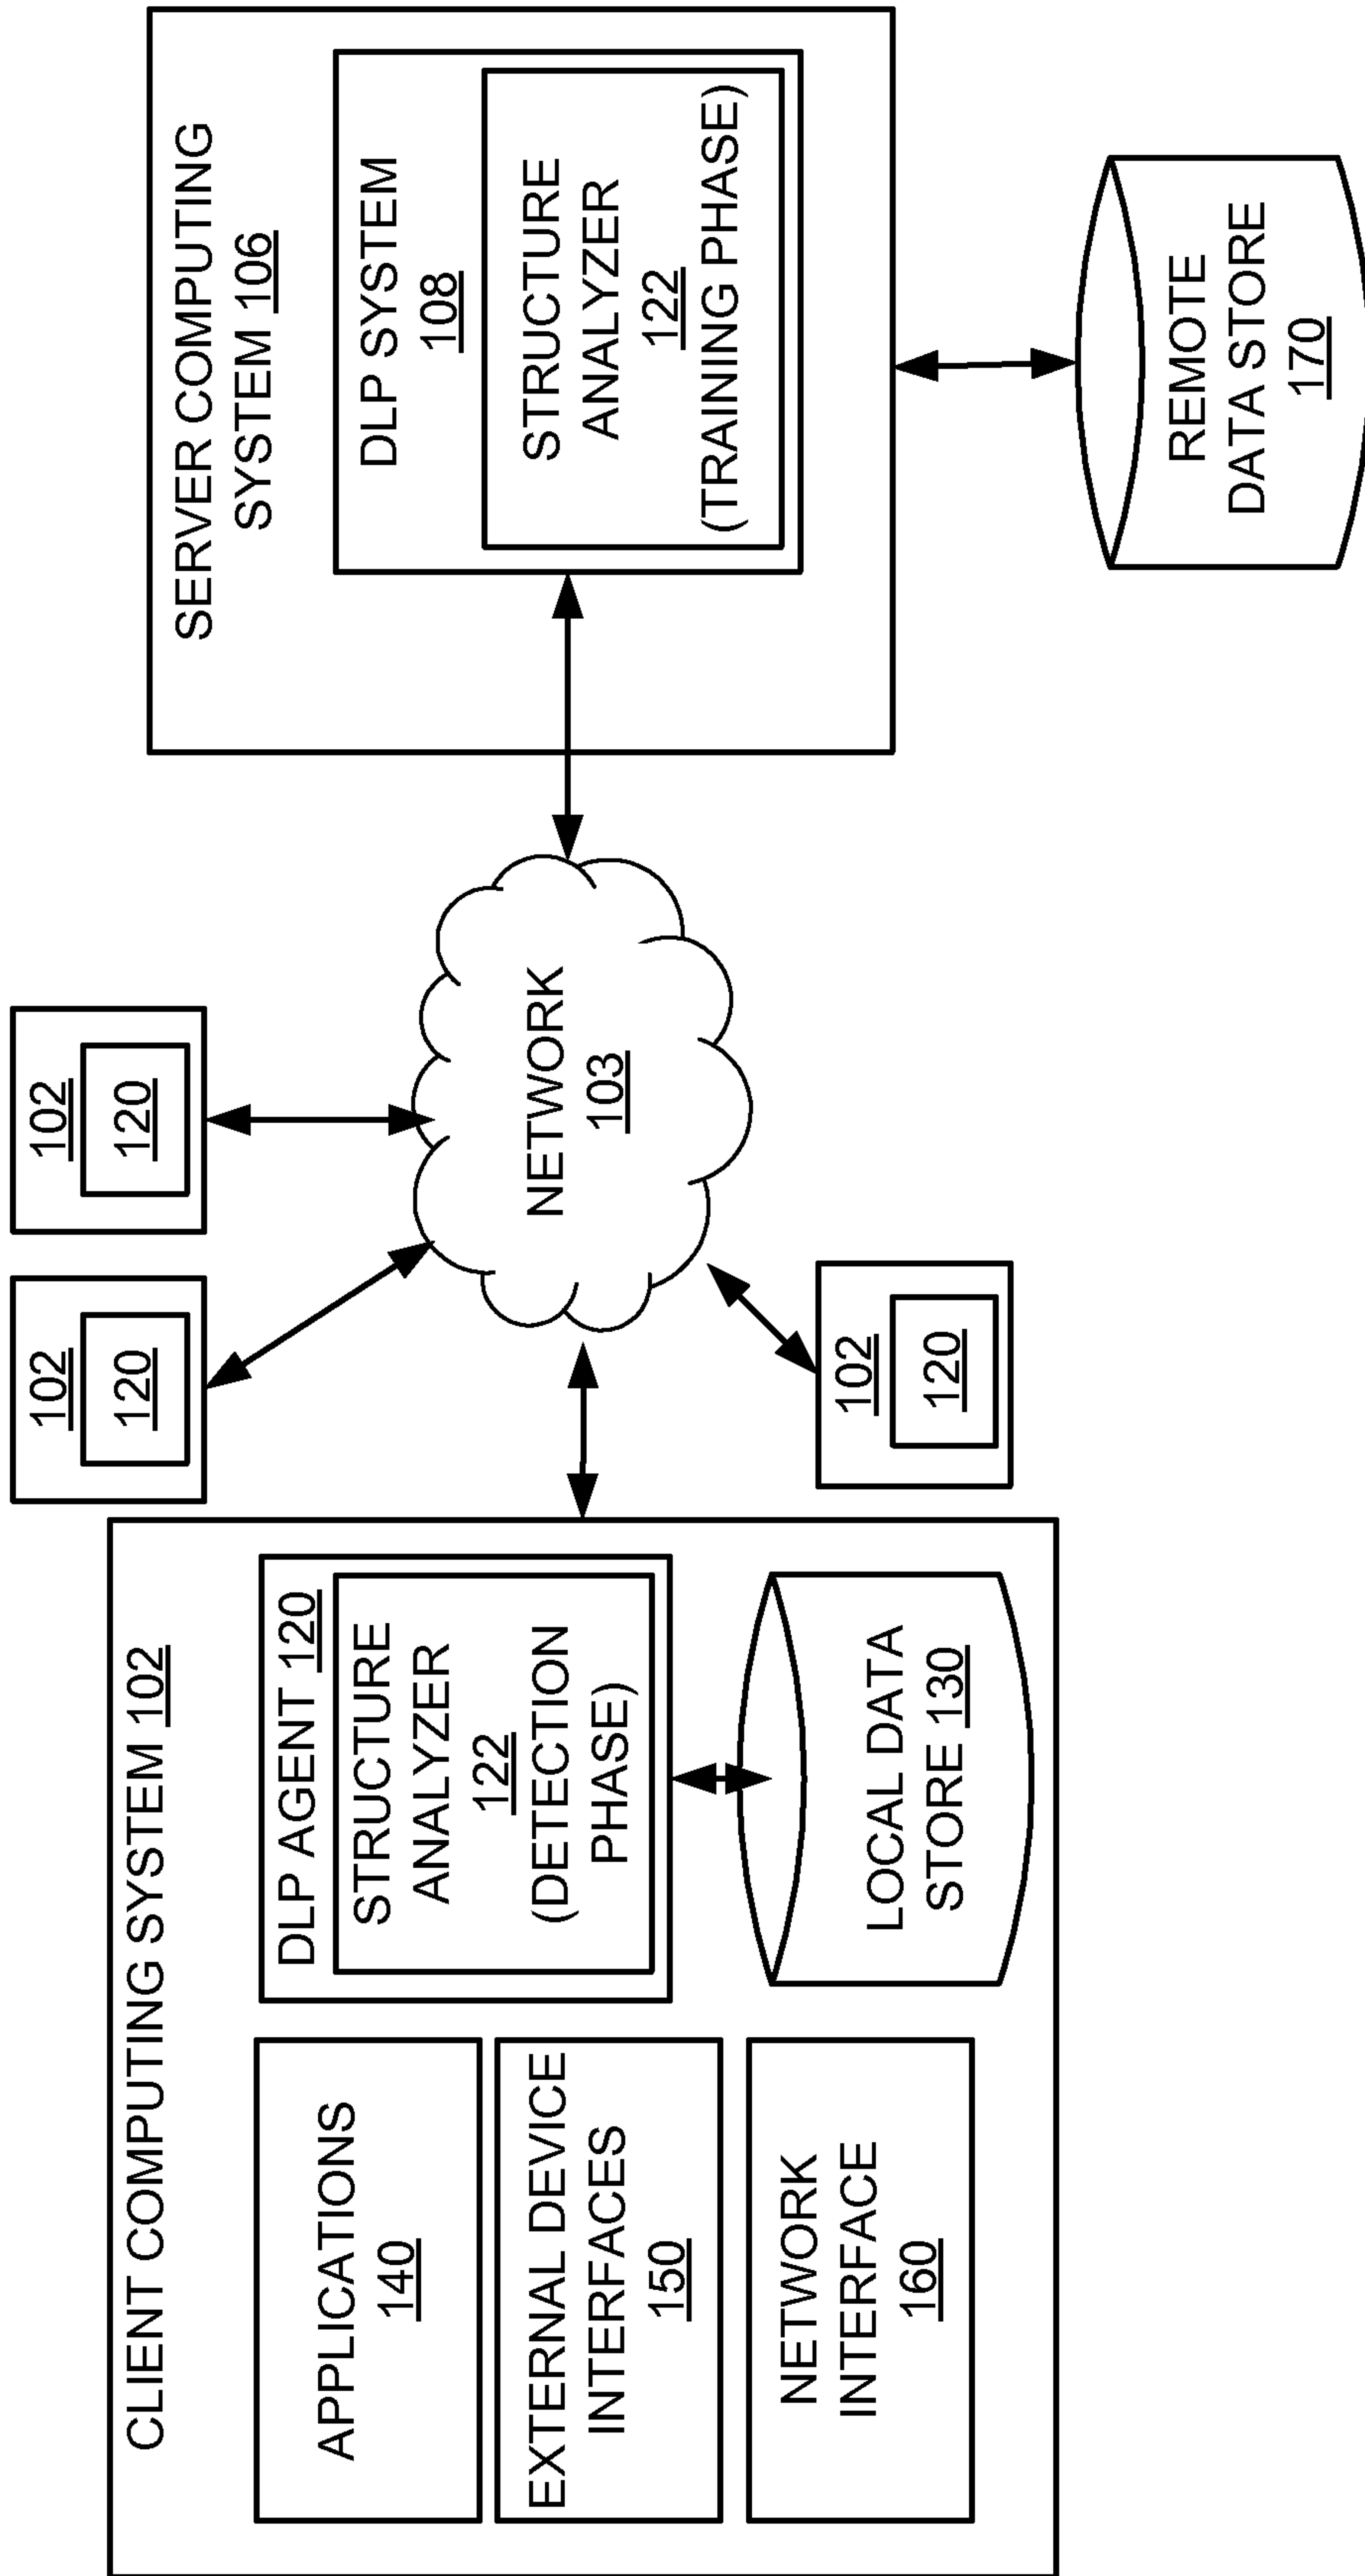 CLIENT COMPUTING SYSTEM 102
APPLICATIONS
140
EXTERNAL DEVICE
INTERFACES
150
NETWORK
INTERFACE
160
DLP AGENT 120
STRUCTURE
ANALYZER
122
(DETECTION
PHASE)
LOCAL DATA
STORE 130
102
120
102
120
102
120
NETWORK
103
SERVER COMPUTING
SYSTEM 106
DLP SYSTEM
108
STRUCTURE
ANALYZER
122
(TRAINING PHASE)
REMOTE
DATA STORE
170